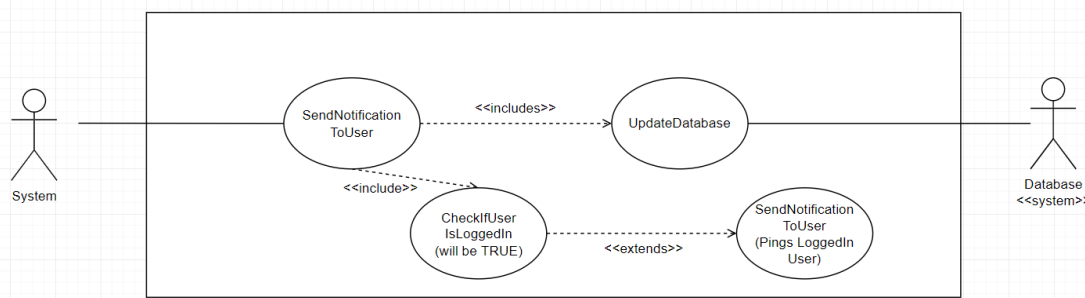 SendNotification
ToUser
<<includes>>
UpdateDatabase
System
<<include>>
Database
<<system>>
CheckIfUser
IsLoggedIn
(will be TRUE)
<<extends>>
SendNotification
ToUser
(Pings LoggedIn
User)